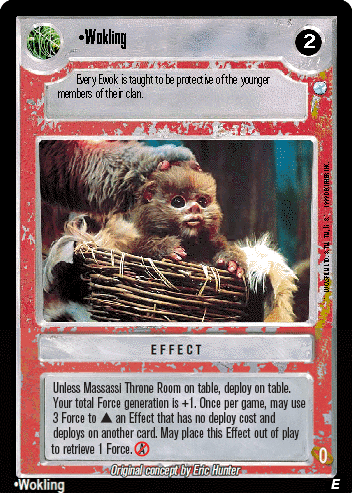 •Wokling
2
Every Ewok is taught to be protective of the younger
members of their clan.
EFFECT
Unless Massassi Throne Room on table, deploy on table.
Your total Force generation is +1. Once per game, may use
3 Force to ▲ an Effect that has no deploy cost and
deploys on another card. May place this Effect out of play
to retrieve 1 Force. Ⓐ
0
Original concept by Eric Hunter
•Wokling
E